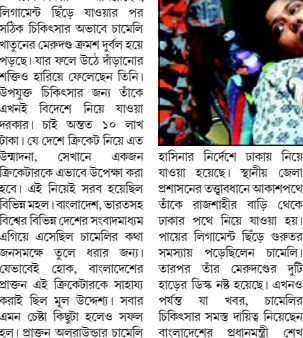 লিগামেন্ট ছিঁড়ে যাওয়ার পর
সঠিক চিকিৎসার অভাবে চামেলি
খাতুনের মেরুদণ্ড ক্রমশ দুর্বল হয়ে
পড়ছে। যার ফলে উঠে দাঁড়ানোর
শক্তিও হারিয়ে ফেলেছেন তিনি।
উপযুক্ত চিকিৎসার জন্য তাঁকে
এখনই বিদেশে নিয়ে যাওয়া
দরকার। চাই অন্তত ১০ লাখ
টাকা। যে দেশে ক্রিকেট নিয়ে এত
উন্মাদনা, সেখানে একজন
ক্রিকেটারকে এভাবে উপেক্ষা করা
হবে। এই নিয়েই সরব হয়েছিল
বিভিন্ন মহল। বাংলাদেশ, ভারতসহ
বিশ্বের বিভিন্ন দেশের সংবাদমাধ্যম
এগিয়ে এসেছিল চামেলির কথা
জনসমক্ষে তুলে ধরার জন্য।
যেভাবেই হোক, বাংলাদেশের
প্রাক্তন এই ক্রিকেটারকে সাহায্য
করাই ছিল মূল উদ্দেশ্য। সবার
এমন চেষ্টা কিছুটা হলেও সফল
হল। প্রাক্তন অলরাউন্ডার চামেলি
হাসিনার নির্দেশে ঢাকায় নিয়ে
যাওয়া হয়েছে। স্থানীয় জেলা
প্রশাসনের তত্ত্বাবধানে আকাশপথে
তাঁকে রাজশাহীর বাড়ি থেকে
ঢাকার পথে নিয়ে যাওয়া হয়।
পায়ের লিগামেন্ট ছিঁড়ে গুরুতর
সমস্যায় পড়েছিলেন চামেলি।
তারপর তাঁর মেরুদণ্ডের দুটি
হাড়ের ডিস্ক নষ্ট হয়েছে। এখনও
পর্যন্ত যা খবর, চামেলির
চিকিৎসার সমস্ত দায়িত্ব নিয়েছেন
বাংলাদেশের প্রধানমন্ত্রী শেখ